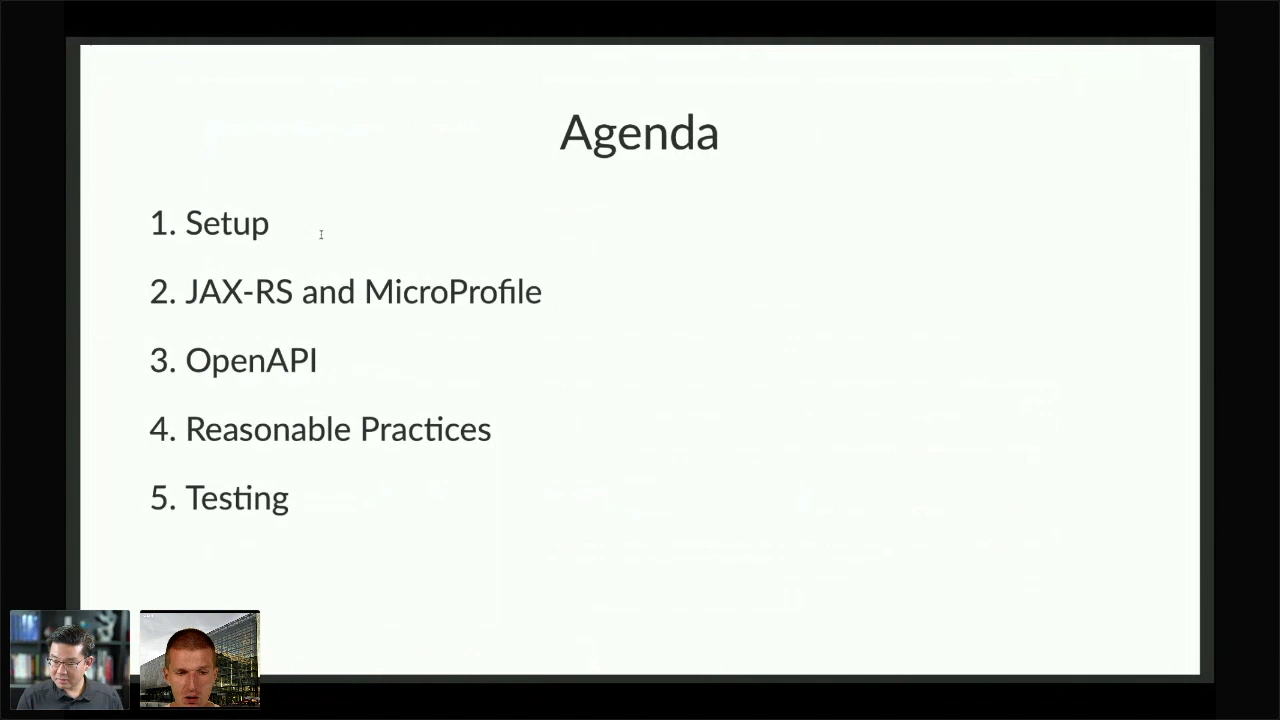 Agenda
1. Setup
2. JAX-RS and MicroProfile
3. OpenAPI
4. Reasonable Practices
5. Testing